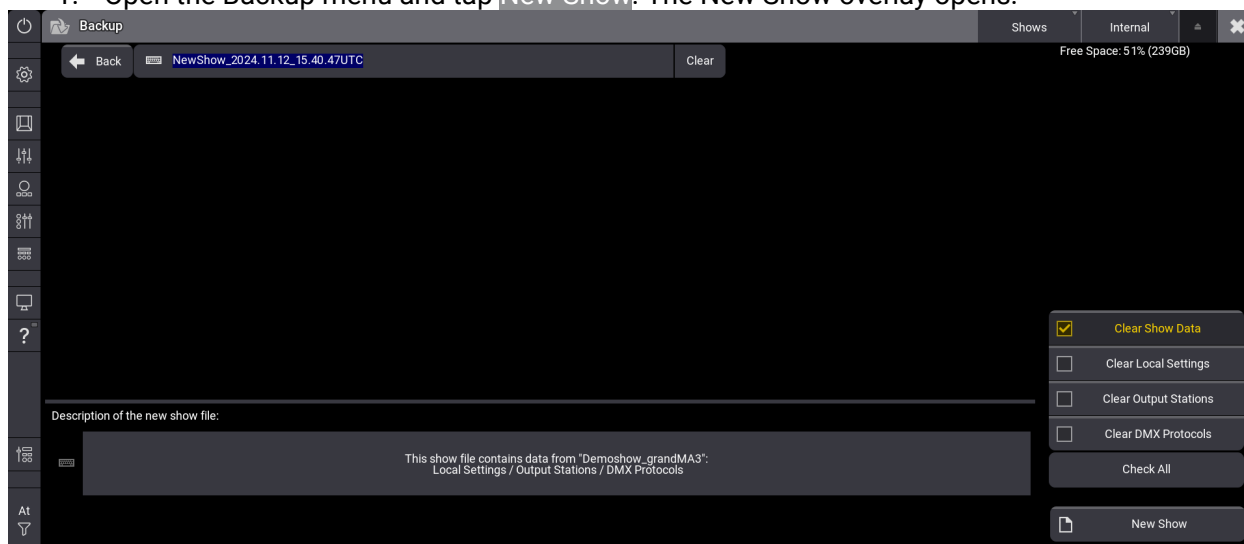 1. Open the Backup menu and tap New Show. The New Show overlay opens.
Backup
Shows
Internal
Back
NewShow_2024.11.12_15.40.47UTC
Clear
Free Space: 51% (239GB)
?
Clear Show Data
Clear Local Settings
Clear Output Stations
Clear DMX Protocols
Check All
New Show
Description of the new show file:
This show file contains data from "Demoshow_grandMA3":
Local Settings / Output Stations / DMX Protocols
At